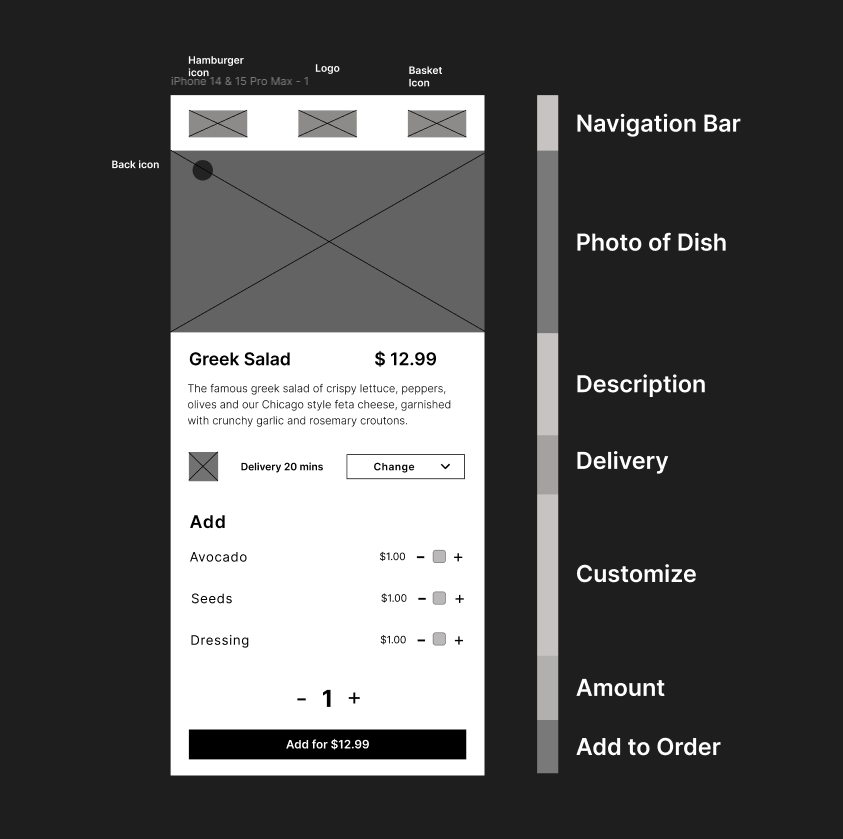 Hamburger
icon
Logo
Basket
Icon
iPhone 14 & 15 Pro Max - 1
Navigation Bar
Back icon
Photo of Dish
Greek Salad
$ 12.99
The famous greek salad of crispy lettuce, peppers,
olives and our Chicago style feta cheese, garnished
with crunchy garlic and rosemary croutons.
Description
Delivery 20 mins
Change
Delivery
Add
Avocado
$1.00 - +
Seeds
$1.00 - +
Dressing
$1.00 - +
Customize
- 1 +
Amount
Add for $12.99
Add to Order